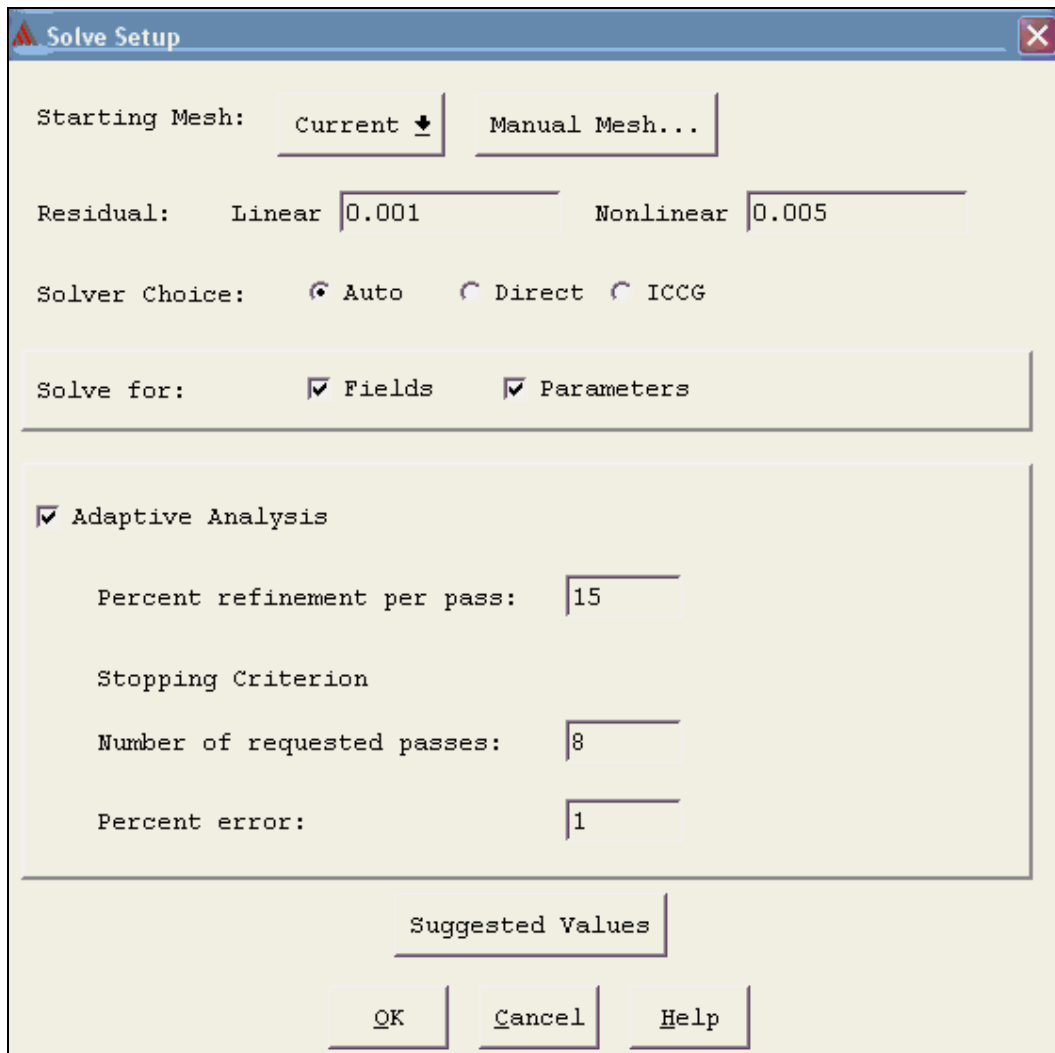 Solve Setup
Starting Mesh: Current Manual Mesh...
Residual: Linear 0.001 Nonlinear 0.005
Solver Choice: Auto Direct ICCG
Solve for: Fields Parameters
Adaptive Analysis
Percent refinement per pass: 15
Stopping Criterion
Number of requested passes: 8
Percent error: 1
Suggested Values
OK Cancel Help